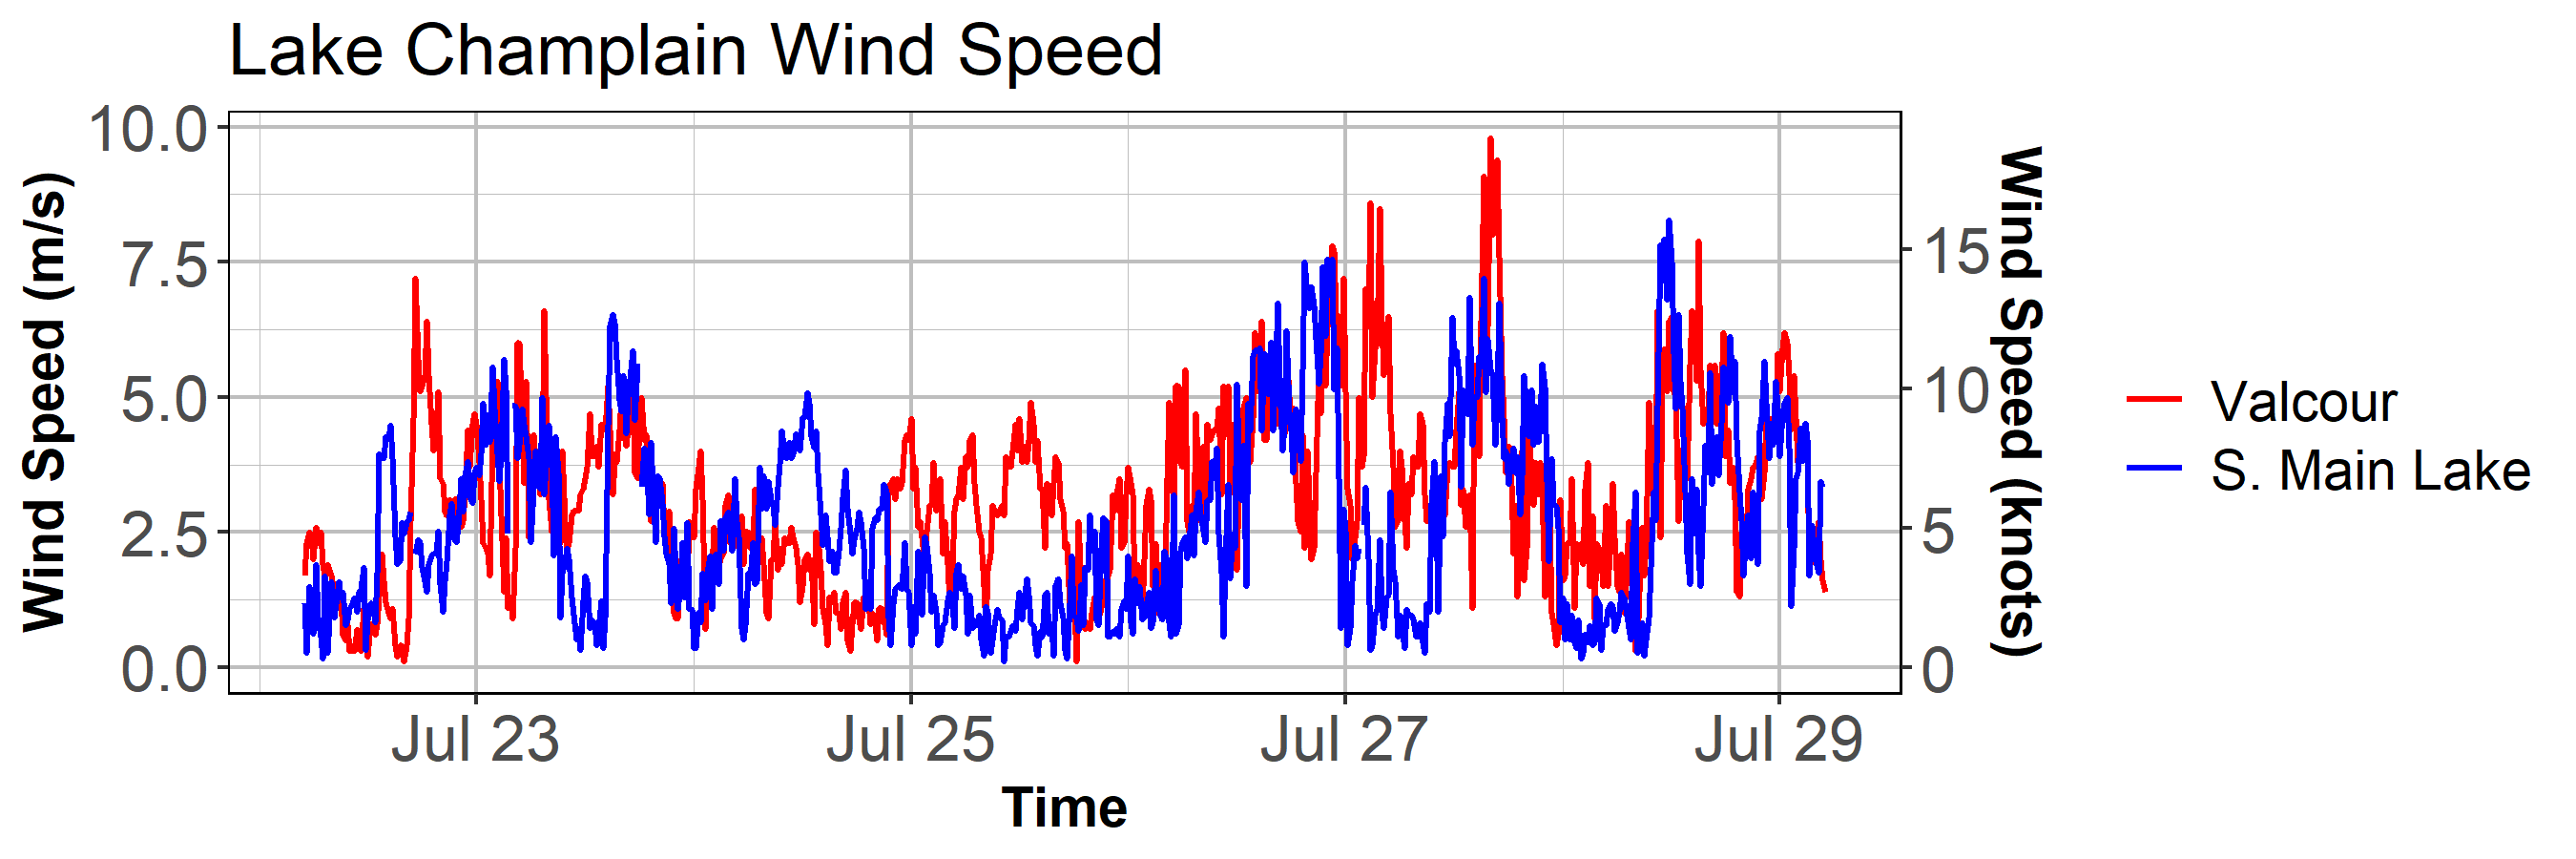 Lake Champlain Wind Speed
Wind Speed (m/s)
10.0
7.5
5.0
2.5
0.0
Wind Speed (knots)
15
10
5
0
Jul 23
Jul 25
Jul 27
Jul 29
Time
Valcour
S. Main Lake